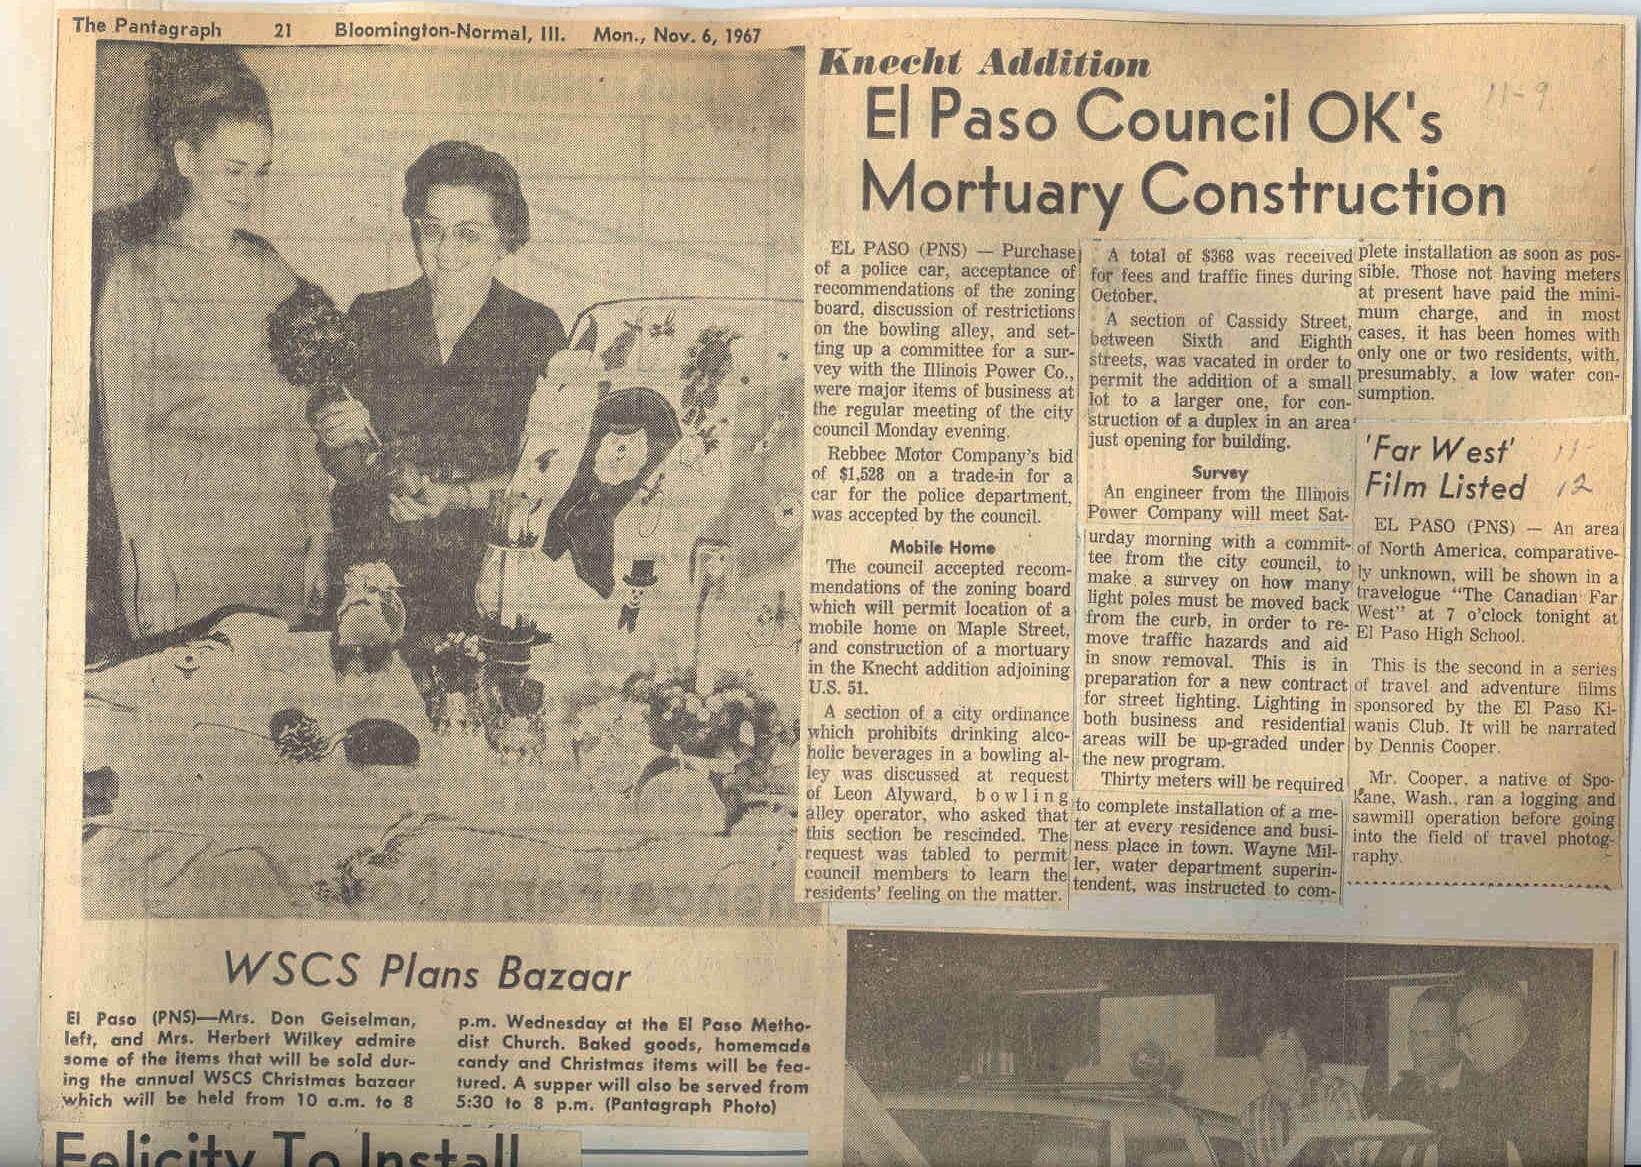 The Pantagraph 21 Bloomington-Normal, Ill. Mon., Nov. 6, 1967
Knecht Addition
El Paso Council OK's
Mortuary Construction
11-9
EL PASO (PNS) — Purchase
of a police car, acceptance of
recommendations of the zoning
board, discussion of restrictions
on the bowling alley, and set-
ting up a committee for a sur-
vey with the Illinois Power Co.,
were major items of business at
the regular meeting of the city
council Monday evening.
Rebbec Motor Company's bid
of $1,528 on a trade-in for a
car for the police department,
was accepted by the council.
Mobile Home
The council accepted recom-
mendations of the zoning board
which will permit location of a
mobile home on Maple Street,
and construction of a mortuary
in the Knecht addition adjoining
U.S. 51.
A section of a city ordinance
which prohibits drinking alco-
holic beverages in a bowling al-
ley was discussed at request
of Leon Alyward, bowling
alley operator, who asked that
this section be rescinded. The
request was tabled to permit
council members to learn the
residents' feeling on the matter.
A total of $368 was received
for fees and traffic fines during
October.
A section of Cassidy Street,
between Sixth and Eighth
streets, was vacated in order to
permit the addition of a small
lot to a larger one, for con-
struction of a duplex in an area
just opening for building.
Survey
An engineer from the Illinois
Power Company will meet Sat-
urday morning with a commit-
tee from the city council, to
make a survey on how many
light poles must be moved back
from the curb, in order to re-
move traffic hazards and aid
in snow removal. This is in
preparation for a new contract
for street lighting. Lighting in
both business and residential
areas will be up-graded under
the new program.
Thirty meters will be required
to complete installation of a me-
ter at every residence and busi-
ness place in town. Wayne Mil-
ler, water department superin-
tendent, was instructed to com-
plete installation as soon as pos-
sible. Those not having meters
at present have paid the mini-
mum charge, and in most
cases, it has been homes with
only one or two residents, with,
presumably, a low water con-
sumption.
'Far West'
Film Listed
11-
12
EL PASO (PNS) — An area
of North America, comparative-
ly unknown, will be shown in a
travelogue "The Canadian Far
West" at 7 o'clock tonight at
El Paso High School.
This is the second in a series
of travel and adventure films
sponsored by the El Paso Ki-
wanis Club. It will be narrated
by Dennis Cooper.
Mr. Cooper, a native of Spo-
kane, Wash., ran a logging and
sawmill operation before going
into the field of travel photog-
raphy.
WSCS Plans Bazaar
El Paso (PNS)—Mrs. Don Geiselman,
left, and Mrs. Herbert Wilkey admire
some of the items that will be sold dur-
ing the annual WSCS Christmas bazaar
which will be held from 10 a.m. to 8
p.m. Wednesday at the El Paso Metho-
dist Church. Baked goods, homemade
candy and Christmas items will be fea-
tured. A supper will also be served from
5:30 to 8 p.m. (Pantagraph Photo)
Felicity To Install